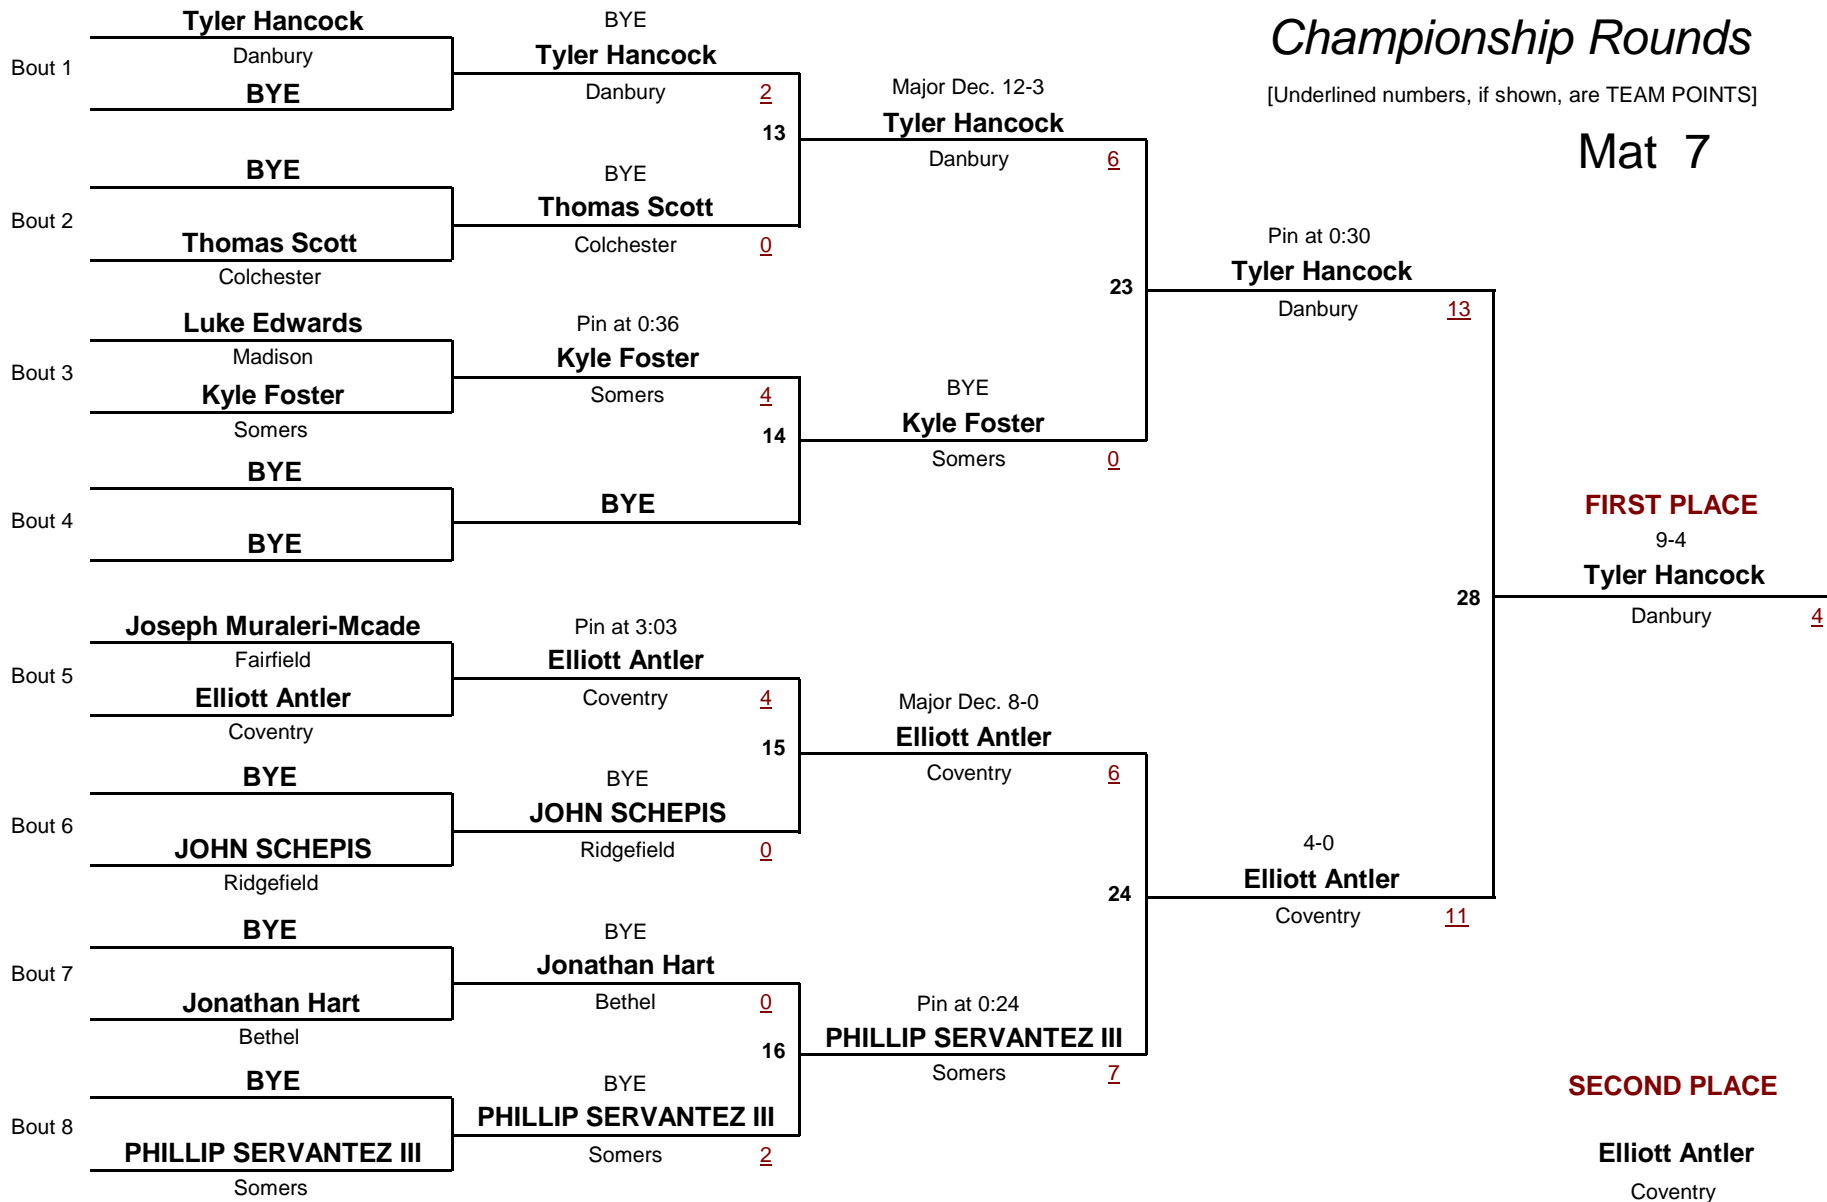 Championship Rounds
[Underlined numbers, if shown, are TEAM POINTS]
Mat 7
Bout 1
Tyler Hancock
Danbury
BYE
Bout 2
BYE
Thomas Scott
Colchester
Bout 3
Luke Edwards
Madison
Kyle Foster
Somers
Bout 4
BYE
BYE
Bout 5
Joseph Muraleri-Mcade
Fairfield
Elliott Antler
Coventry
Bout 6
BYE
JOHN SCHEPIS
Ridgefield
Bout 7
BYE
Jonathan Hart
Bethel
Bout 8
BYE
PHILLIP SERVANTEZ III
Somers
BYE
Tyler Hancock
Danbury 2
13
BYE
Thomas Scott
Colchester 0
Pin at 0:36
Kyle Foster
Somers 4
14
BYE
Pin at 3:03
Elliott Antler
Coventry 4
15
BYE
JOHN SCHEPIS
Ridgefield 0
BYE
Jonathan Hart
Bethel 0
16
BYE
PHILLIP SERVANTEZ III
Somers 2
Major Dec. 12-3
Tyler Hancock
Danbury 6
23
BYE
Kyle Foster
Somers 0
Major Dec. 8-0
Elliott Antler
Coventry 6
24
Pin at 0:24
PHILLIP SERVANTEZ III
Somers 7
Pin at 0:30
Tyler Hancock
Danbury 13
28
4-0
Elliott Antler
Coventry 11
FIRST PLACE
9-4
Tyler Hancock
Danbury 4
SECOND PLACE
Elliott Antler
Coventry